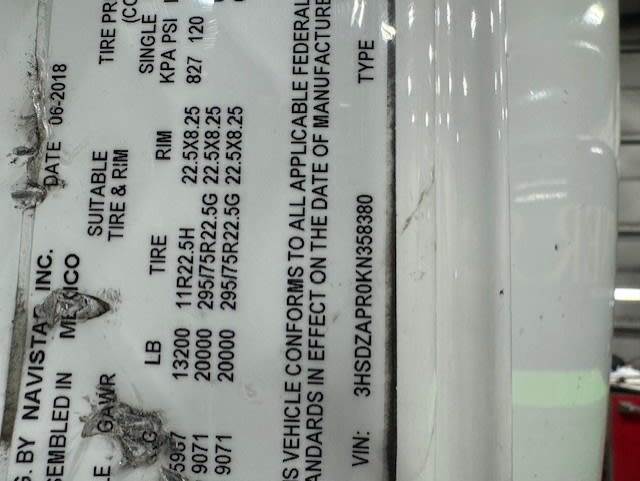 G. BY NAVISTAR, INC. DATE 06-2018
SEMBLED IN MEXICO
SUITABLE TIRE PR
GAWR TIRE & RIM (CO
SINGLE
LB TIRE RIM KPA PSI
5987 13200 11R22.5H 22.5X8.25 827 120
9071 20000 295/75R22.5G 22.5X8.25
9071 20000 295/75R22.5G 22.5X8.25
S VEHICLE CONFORMS TO ALL APPLICABLE FEDERAL
ANDARDS IN EFFECT ON THE DATE OF MANUFACTURE
VIN: 3HSDZAPR0KN358380 TYPE